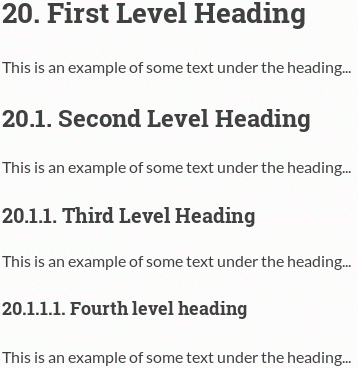 20. First Level Heading
This is an example of some text under the heading...
20.1. Second Level Heading
This is an example of some text under the heading...
20.1.1. Third Level Heading
This is an example of some text under the heading...
20.1.1.1. Fourth level heading
This is an example of some text under the heading...